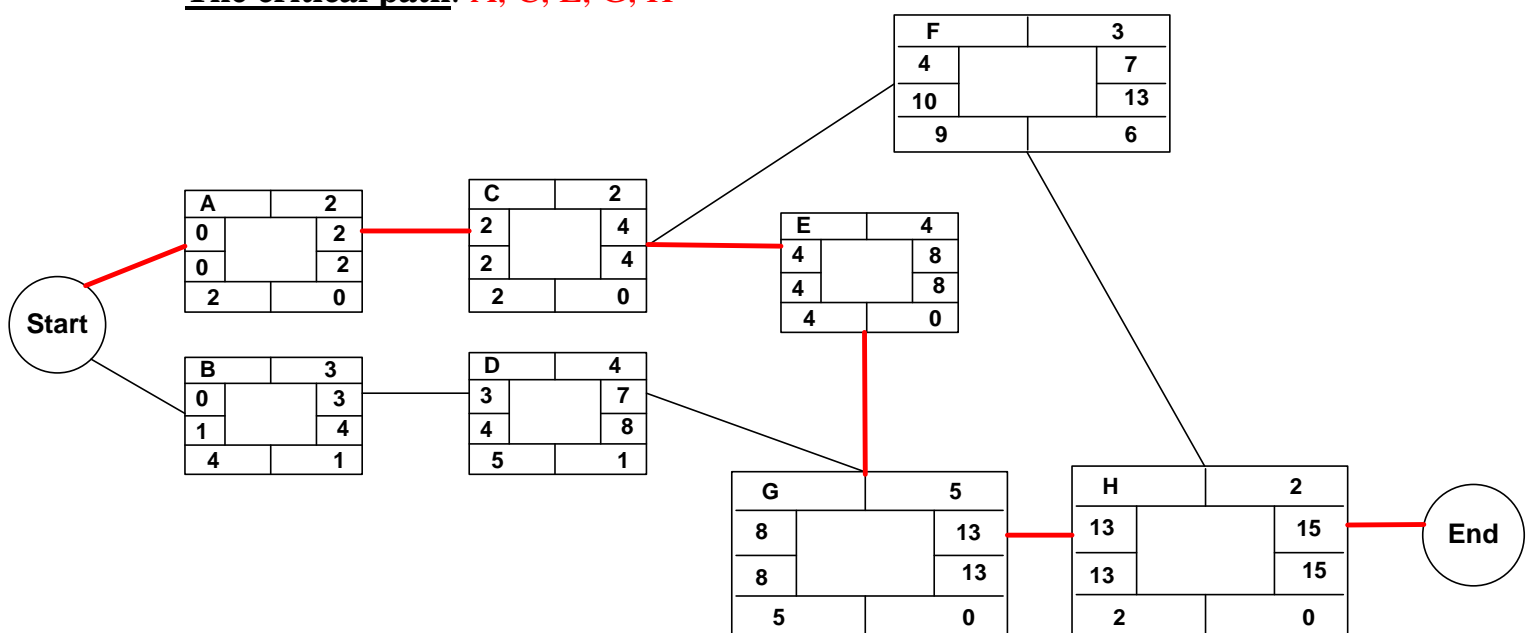 The critical path: A, C, E, G, H
F 3
4 7
10 13
9 6
A 2
0 2
0 2
2 0
C 2
2 4
2 4
2 0
E 4
4 8
4 8
4 0
Start
B 3
0 3
1 4
4 1
D 4
3 7
4 8
5 1
G 5
8 13
8 13
5 0
H 2
13 15
13 15
2 0
End